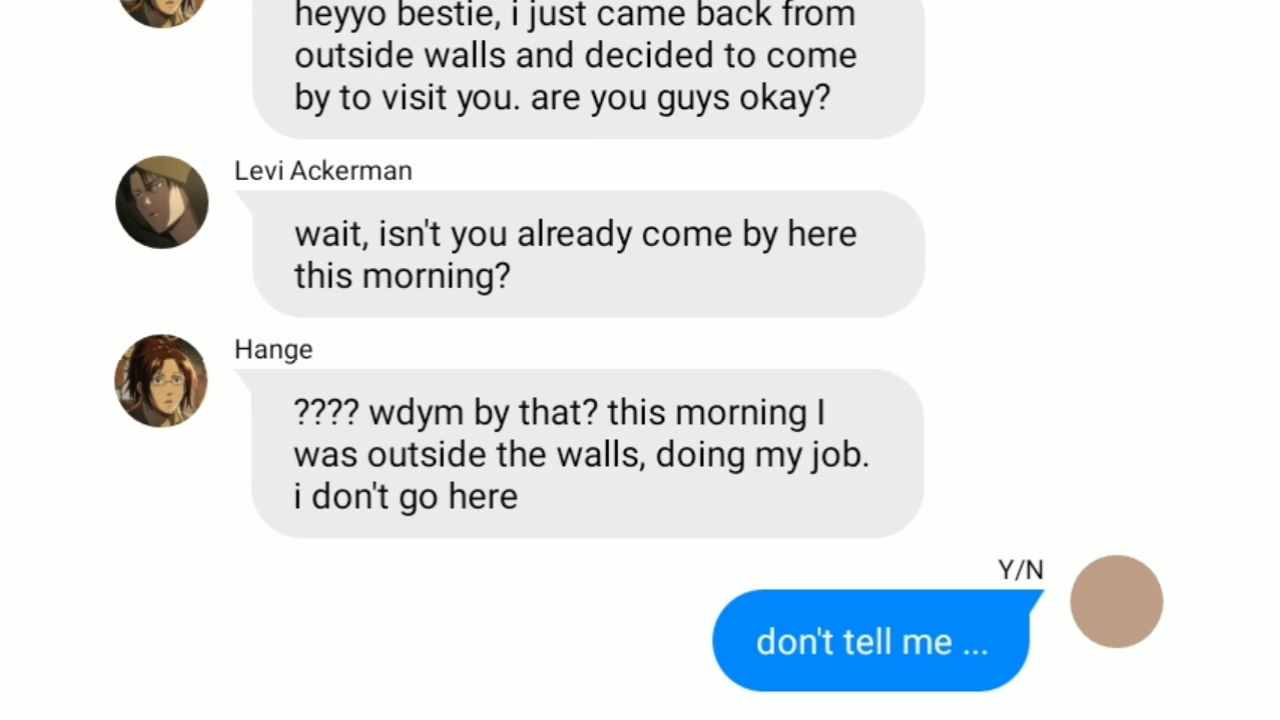 heyyo bestie, i just came back from
outside walls and decided to come
by to visit you. are you guys okay?
Levi Ackerman
wait, isn't you already come by here
this morning?
Hange
???? wdym by that? this morning I
was outside the walls, doing my job.
i don't go here
Y/N
don't tell me ...